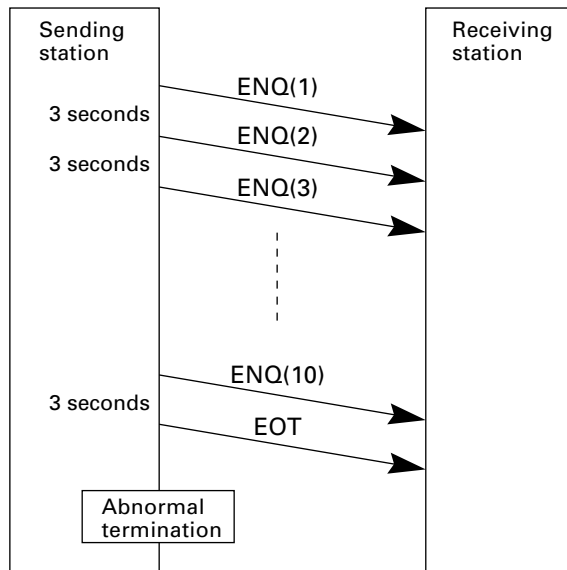 Sending
station
Receiving
station
ENQ(1)
3 seconds
ENQ(2)
3 seconds
ENQ(3)
ENQ(10)
3 seconds
EOT
Abnormal
termination